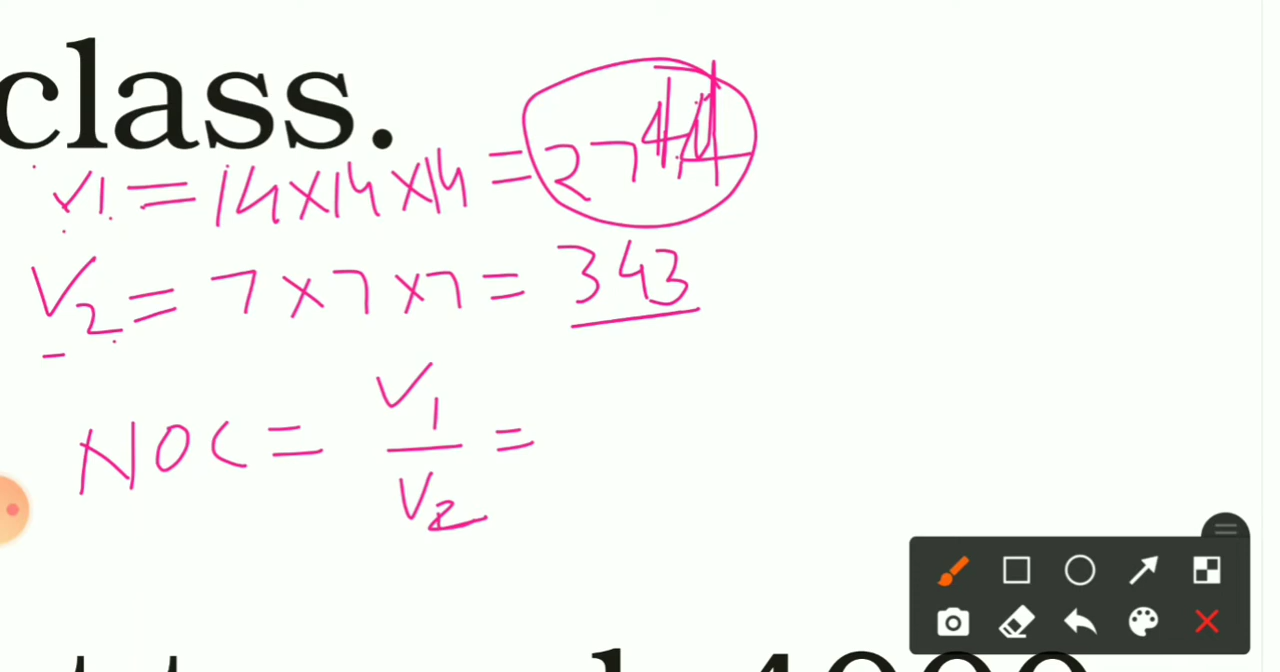 class.
V1 = 14×14×14 = 2744
V2 = 7×7×7 = 343
NOC = V1/V2 =